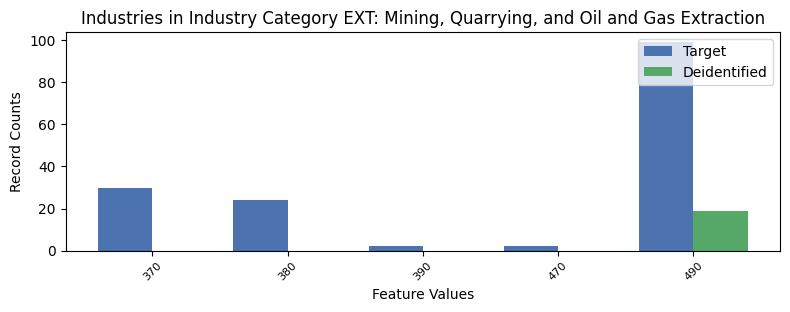 Industries in Industry Category EXT: Mining, Quarrying, and Oil and Gas Extraction
Target
Deidentified
Record Counts
100
80
60
40
20
0
370
380
390
470
490
Feature Values